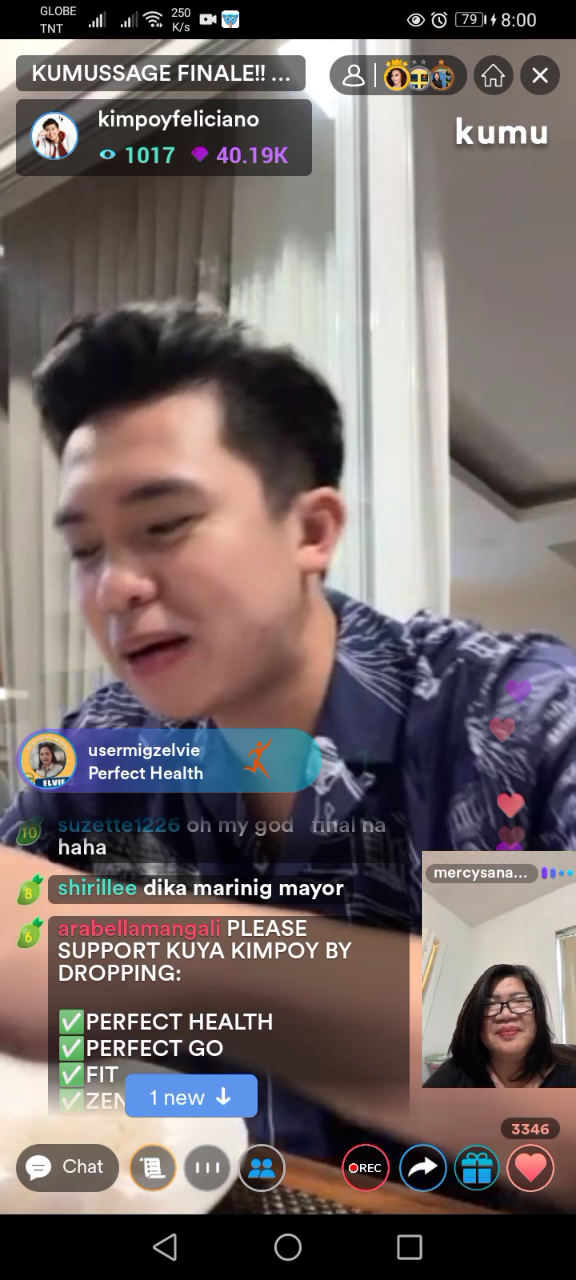 GLOBE
TNT
250
K/s
79
8:00
KUMUSSAGE FINALE!! ...
kimpoyfeliciano
1017 40.19K
kumu
usermigzelvie
Perfect Health
ELVIE
10 suzette1226 oh my god final na
haha
8 shirillee dika marinig mayor
6 arabellamangali PLEASE
SUPPORT KUYA KIMPOY BY
DROPPING:
✅PERFECT HEALTH
✅PERFECT GO
✅FIT
✅ZEN
1 new
mercysana...
3346
Chat
REC